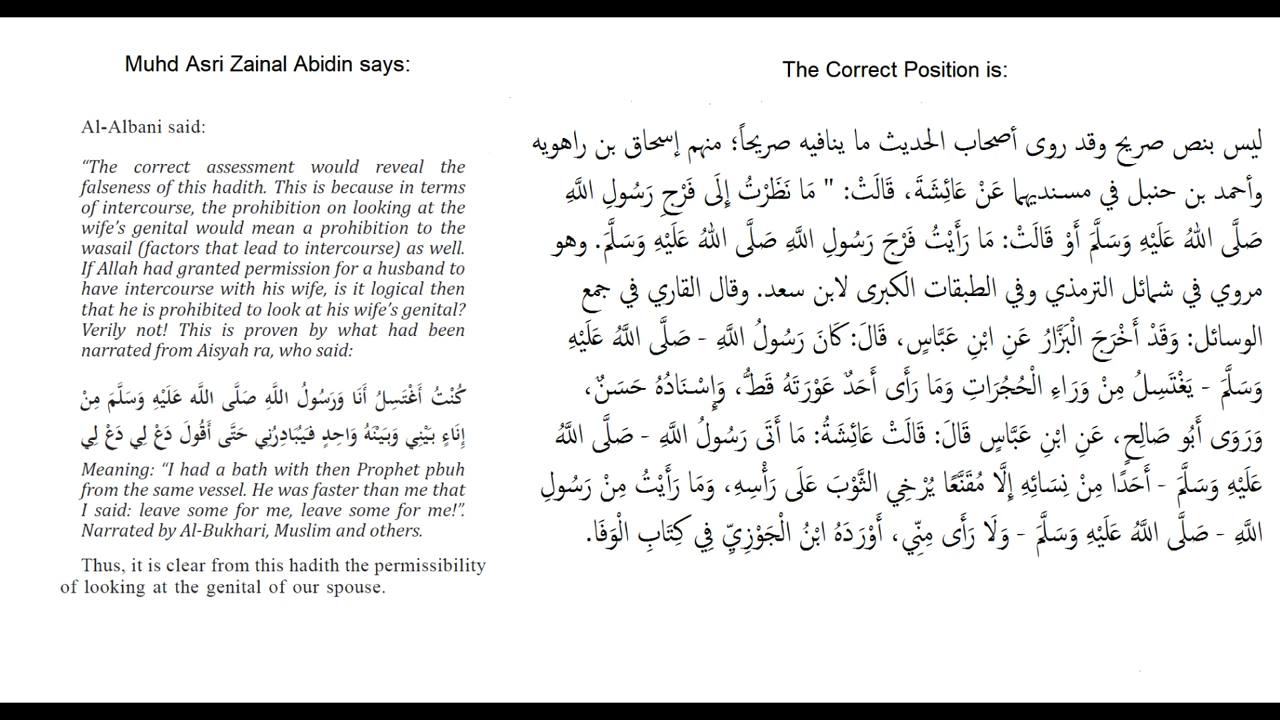 Muhd Asri Zainal Abidin says:
Al-Albani said:
“The correct assessment would reveal the
falseness of this hadith. This is because in terms
of intercourse, the prohibition on looking at the
wife’s genital would mean a prohibition to the
wasail (factors that lead to intercourse) as well.
If Allah had granted permission for a husband to
have intercourse with his wife, is it logical then
that he is prohibited to look at his wife’s genital?
Verily not! This is proven by what had been
narrated from Aisyah ra, who said:
كُنْتُ أَغْتَسِلُ أَنَا وَرَسُولُ اللَّهِ صَلَّى اللَّه عَلَيْهِ وَسَلَّمَ مِنْ
إِنَاءٍ بَيْنِي وَبَيْنَهُ وَاحِدٍ فَيُبَادِرُنِي حَتَّى أَقُولَ دَعْ لِي دَعْ لِي
Meaning: “I had a bath with then Prophet pbuh
from the same vessel. He was faster than me that
I said: leave some for me, leave some for me!”.
Narrated by Al-Bukhari, Muslim and others.
Thus, it is clear from this hadith the permissibility
of looking at the genital of our spouse.
The Correct Position is:
ليس بنص صريح وقد روى أصحاب الحديث ما ينافيه صريحاً؛ منهم إسحاق بن راهويه
وأحمد بن حنبل في مسنديهما عَنْ عَائِشَةَ، قَالَتْ: " مَا نَظَرْتُ إِلَى فَرْجِ رَسُولِ اللَّهِ
صَلَّى اللهُ عَلَيْهِ وَسَلَّمَ أَوْ قَالَتْ: مَا رَأَيْتُ فَرْجَ رَسُولِ اللَّهِ صَلَّى اللهُ عَلَيْهِ وَسَلَّمَ. وهو
مروي في شمائل الترمذي وفي الطبقات الكبرى لابن سعد. وقال القاري في جمع
الوسائل: وَقَدْ أَخْرَجَ الْبَزَّارُ عَنِ ابْنِ عَبَّاسٍ، قَالَ: كَانَ رَسُولُ اللَّهِ - صَلَّى اللَّهُ عَلَيْهِ
وَسَلَّمَ - يَغْتَسِلُ مِنْ وَرَاءِ الْحُجُرَاتِ وَمَا رَأَى أَحَدٌ عَوْرَتَهُ قَطُّ، وَإِسْنَادُهُ حَسَنٌ،
وَرَوَى أَبُو صَالِحٍ، عَنِ ابْنِ عَبَّاسٍ قَالَ: قَالَتْ عَائِشَةُ: مَا أَتَى رَسُولُ اللَّهِ - صَلَّى اللَّهُ
عَلَيْهِ وَسَلَّمَ - أَحَدًا مِنْ نِسَائِهِ إِلَّا مُقَنَّعًا يُرْخِي الثَّوْبَ عَلَى رَأْسِهِ، وَمَا رَأَيْتُ مِنْ رَسُولِ
اللَّهِ - صَلَّى اللَّهُ عَلَيْهِ وَسَلَّمَ - وَلَا رَأَى مِنِّي، أَوْرَدَهُ ابْنُ الْجَوْزِيِّ فِي كِتَابِ الْوَفَا.